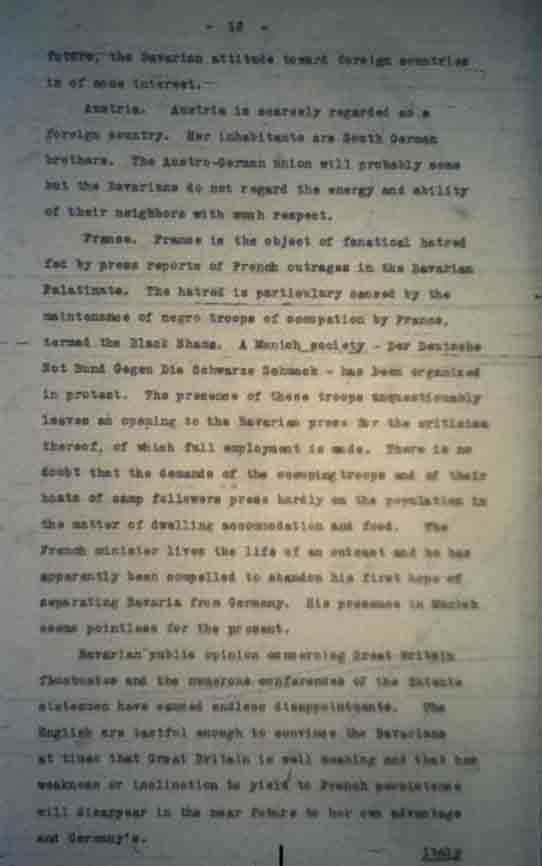 - 12 -
future, the Bavarian attitude toward foreign countries
is of some interest.
Austria. Austria is scarcely regarded as a
foreign country. Her inhabitants are South German
brothers. The Austro-German union will probably come
but the Bavarians do not regard the energy and ability
of their neighbors with much respect.
France. France is the object of fanatical hatred
fed by press reports of French outrages in the Bavarian
Palatinate. The hatred is particulary caused by the
maintenance of negro troops of occupation by France,
termed the Black Shame. A Munich society - Der Deutsche
Not Bund Gegen Die Schwarze Schmach - has been organized
in protest. The presence of these troops unquestionably
leaves an opening to the Bavarian press for the criticism
thereof, of which full employment is made. There is no
doubt that the demands of the occuping troops and of their
hosts of camp followers press hardly on the population in
the matter of dwelling accommodation and food. The
French minister lives the life of an outcast and he has
apparently been compelled to abandon his first hope of
separating Bavaria from Germany. His presence in Munich
seems pointless for the present.
Bavarian public opinion concerning Great Britain
fluctuates and the numerous conferences of the Entente
statesmen have caused endless disappointments. The
English are tactful enough to convince the Bavarians
at times that Great Britain is well meaning and that her
weakness or inclination to yield to French persistence
will disappear in the near future to her own advantage
and Germany's.
Italy